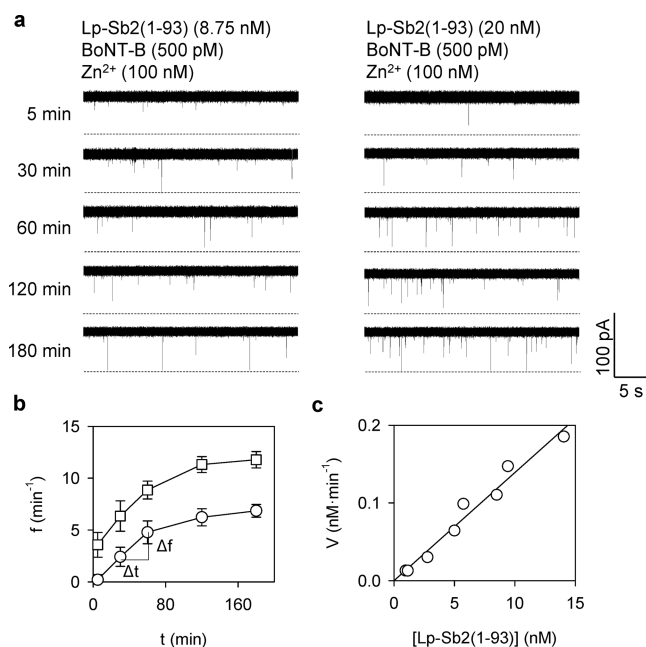 a
Lp-Sb2(1-93) (8.75 nM)
BoNT-B (500 pM)
Zn²⁺ (100 nM)
Lp-Sb2(1-93) (20 nM)
BoNT-B (500 pM)
Zn²⁺ (100 nM)
5 min
30 min
60 min
120 min
180 min
100 pA
5 s
b
15
10
5
0
f (min⁻¹)
Δf
Δt
0
80
160
t (min)
c
0.2
0.1
0.0
V (nM·min⁻¹)
0
5
10
15
[Lp-Sb2(1-93)] (nM)